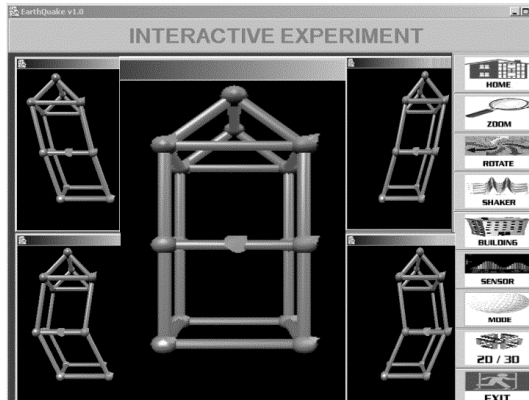 EarthQuake v1.0
INTERACTIVE EXPERIMENT
HOME
ZOOM
ROTATE
SHAKER
BUILDING
SENSOR
MODE
2D / 3D
EXIT